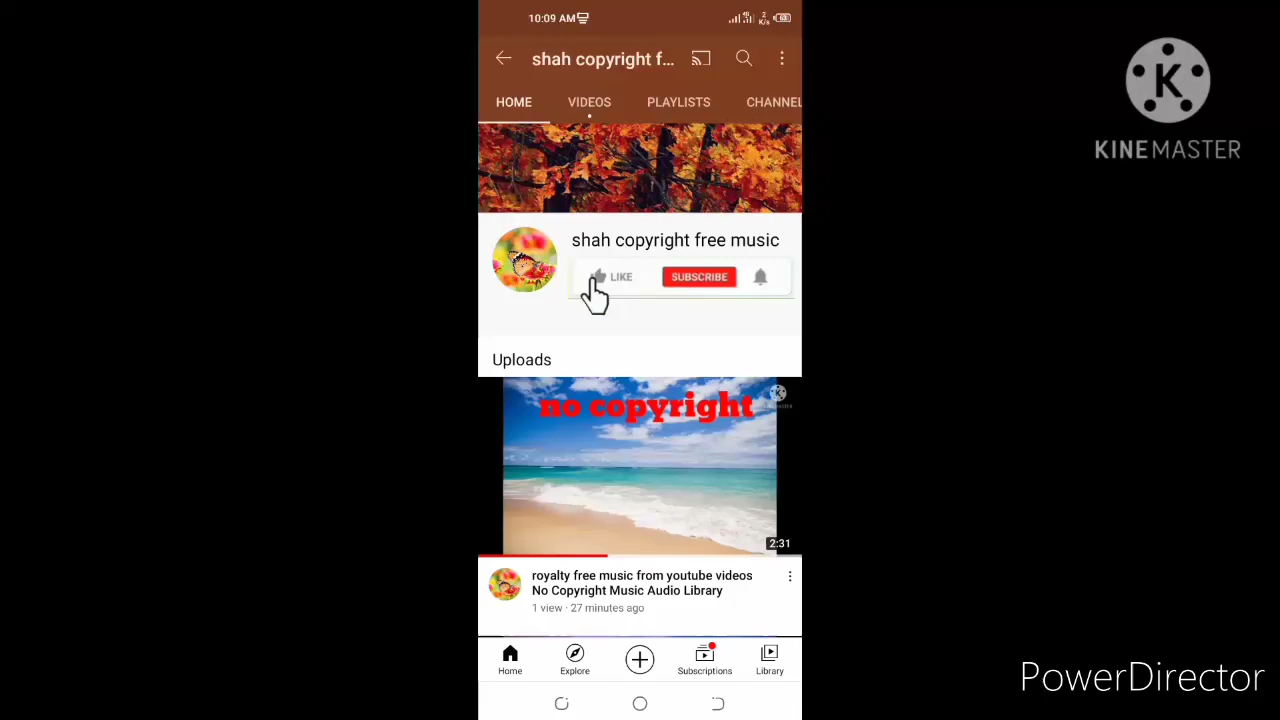 10:09 AM
shah copyright f...
HOME VIDEOS PLAYLISTS CHANNEL
K
KINEMASTER
shah copyright free music
LIKE SUBSCRIBE
Uploads
no copyright
2:31
royalty free music from youtube videos
No Copyright Music Audio Library
1 view · 27 minutes ago
Home Explore Subscriptions Library
PowerDirector